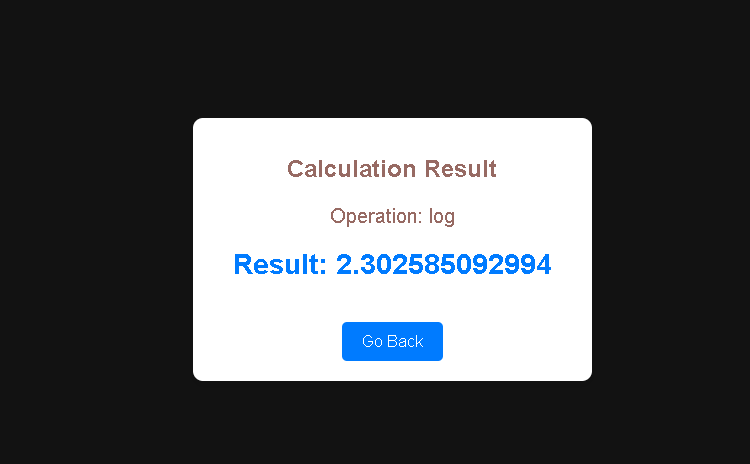 Calculation Result
Operation: log
Result: 2.302585092994
Go Back